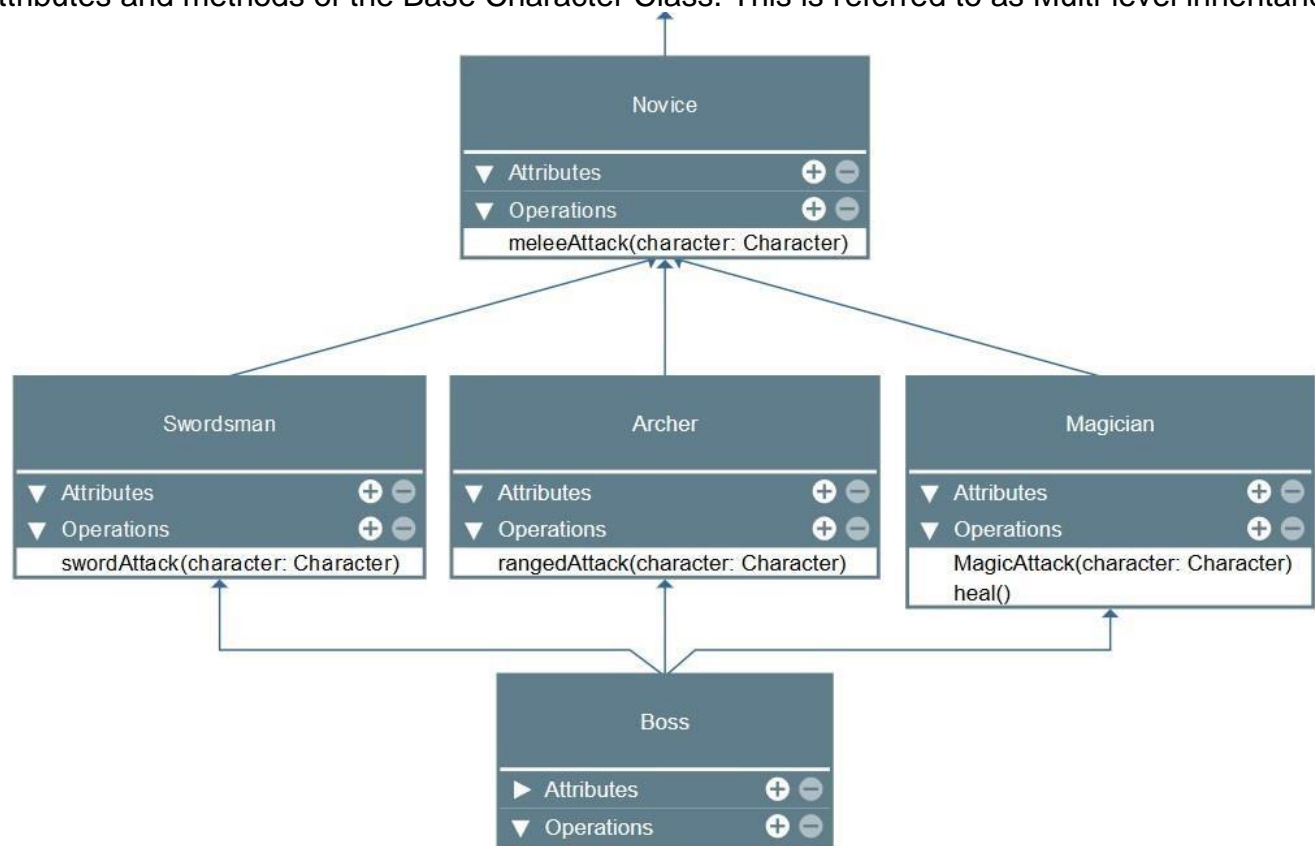 ttributes and methods of the Base Character Class. This is referred to as Multi-level inheritan
Novice
Attributes
Operations
meleeAttack(character: Character)
Swordsman
Attributes
Operations
swordAttack(character: Character)
Archer
Attributes
Operations
rangedAttack(character: Character)
Magician
Attributes
Operations
MagicAttack(character: Character)
heal()
Boss
Attributes
Operations